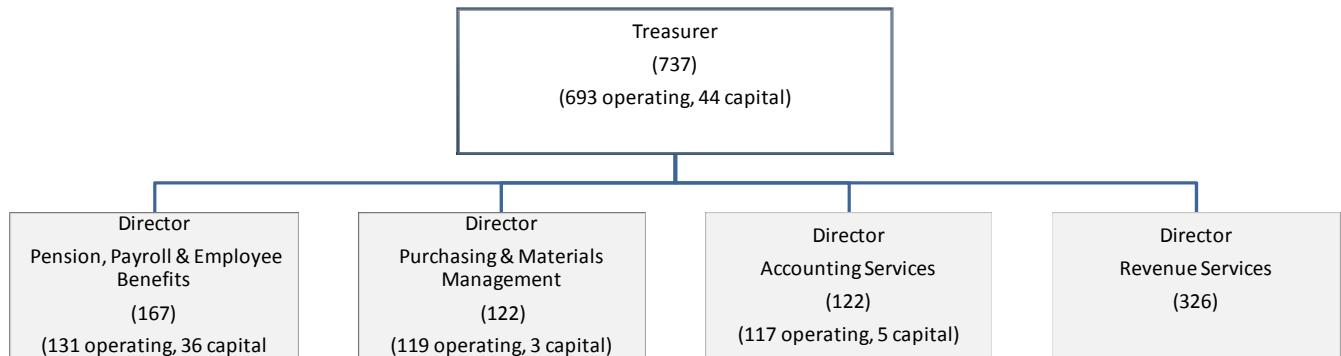 Treasurer
(737)
(693 operating, 44 capital)
Director
Pension, Payroll & Employee
Benefits
(167)
(131 operating, 36 capital
Director
Purchasing & Materials
Management
(122)
(119 operating, 3 capital)
Director
Accounting Services
(122)
(117 operating, 5 capital)
Director
Revenue Services
(326)